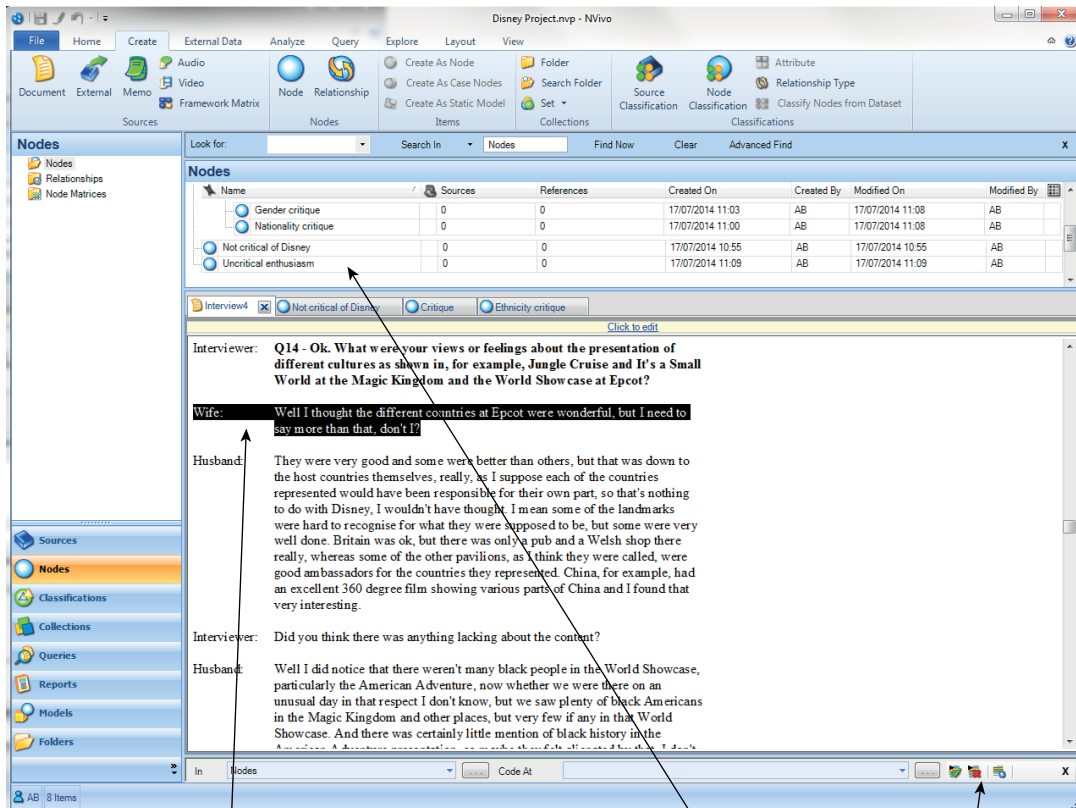 Disney Project.nvp - NVivo
File Home Create External Data Analyze Query Explore Layout View
Document External Memo Audio Video Framework Matrix
Sources
Node Relationship
Nodes
Create As Node
Create As Case Nodes
Create As Static Model
Items
Folder
Search Folder
Set
Collections
Source Classification
Node Classification
Attribute
Relationship Type
Classify Nodes from Dataset
Classifications
Nodes
Nodes
Relationships
Node Matrices
Look for: Search In Nodes Find Now Clear Advanced Find X
Nodes
Name Sources References Created On Created By Modified On Modified By
Gender critique 0 0 17/07/2014 11:03 AB 17/07/2014 11:08 AB
Nationality critique 0 0 17/07/2014 11:00 AB 17/07/2014 11:08 AB
Not critical of Disney 0 0 17/07/2014 10:55 AB 17/07/2014 10:55 AB
Uncritical enthusiasm 0 0 17/07/2014 11:09 AB 17/07/2014 11:09 AB
Interview4 Not critical of Disney Critique Ethnicity critique
Click to edit
Interviewer: Q14 - Ok. What were your views or feelings about the presentation of
different cultures as shown in, for example, Jungle Cruise and It's a Small
World at the Magic Kingdom and the World Showcase at Epcot?
Wife: Well I thought the different countries at Epcot were wonderful, but I need to
say more than that, don't I?
Husband: They were very good and some were better than others, but that was down to
the host countries themselves, really, as I suppose each of the countries
represented would have been responsible for their own part, so that's nothing
to do with Disney, I wouldn't have thought. I mean some of the landmarks
were hard to recognise for what they were supposed to be, but some were very
well done. Britain was ok, but there was only a pub and a Welsh shop there
really, whereas some of the other pavilions, as I think they were called, were
good ambassadors for the countries they represented. China, for example, had
an excellent 360 degree film showing various parts of China and I found that
very interesting.
Interviewer: Did you think there was anything lacking about the content?
Husband: Well I did notice that there weren't many black people in the World Showcase,
particularly the American Adventure, now whether we were there on an
unusual day in that respect I don't know, but we saw plenty of black Americans
in the Magic Kingdom and other places, but very few if any in that World
Showcase. And there was certainly little mention of black history in the
American Adventure presentation, so maybe they felt alienated by that, I don't
Sources
Nodes
Classifications
Collections
Queries
Reports
Models
Folders
In Nodes ... Code At ... X
AB 8 Items